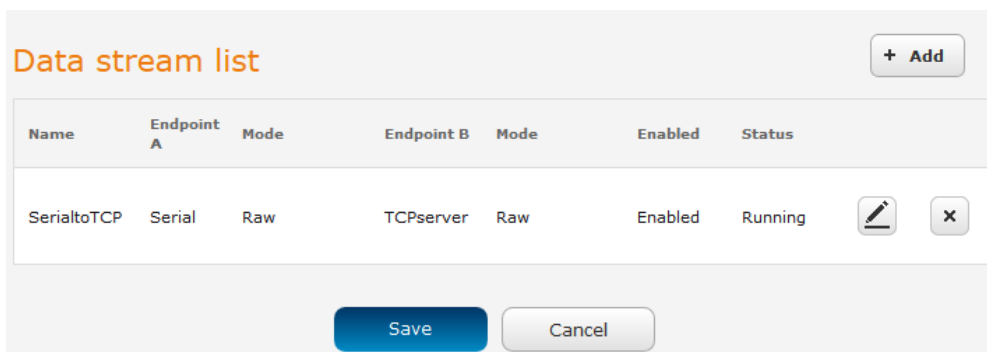 Data stream list
+ Add
Name Endpoint A Mode Endpoint B Mode Enabled Status
SerialtoTCP Serial Raw TCPserver Raw Enabled Running
Save Cancel